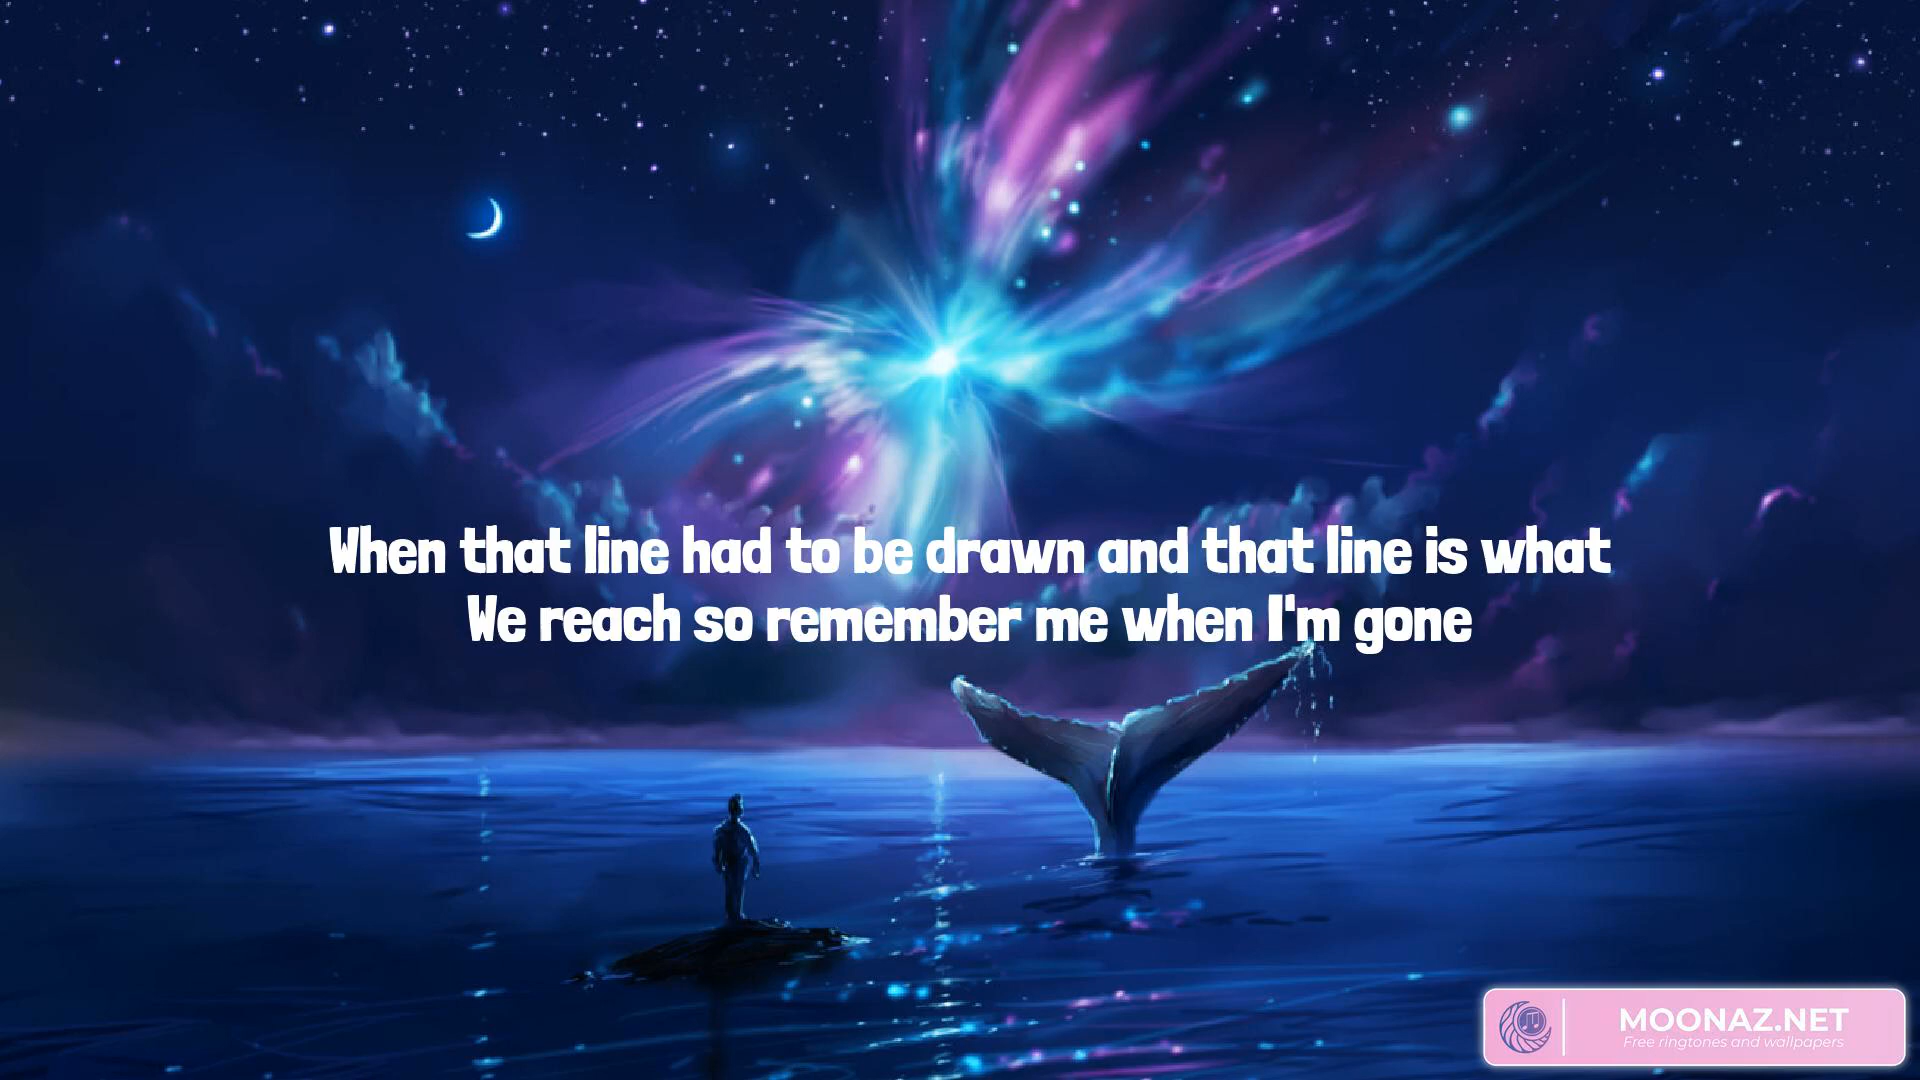 When that line had to be drawn and that line is what
We reach so remember me when I'm gone
MOONAZ.NET
Free ringtones and wallpapers